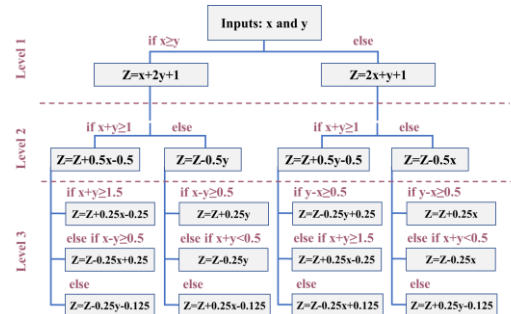 Inputs: x and y
Level 1
if x≥y else
Z=x+2y+1 Z=2x+y+1
Level 2
if x+y≥1 else if x+y≥1 else
Z=Z+0.5x-0.5 Z=Z-0.5y Z=Z+0.5y-0.5 Z=Z-0.5x
Level 3
if x+y≥1.5 if x-y≥0.5 if y-x≥0.5 if y-x≥0.5
Z=Z+0.25x-0.25 Z=Z+0.25y Z=Z-0.25y+0.25 Z=Z+0.25x
else if x-y≥0.5 else if x+y<0.5 else if x+y≥1.5 else if x+y<0.5
Z=Z-0.25x+0.25 Z=Z-0.25y Z=Z+0.25x-0.25 Z=Z-0.25x
else else else else
Z=Z-0.25y-0.125 Z=Z+0.25x-0.125 Z=Z-0.25x+0.125 Z=Z+0.25y-0.125